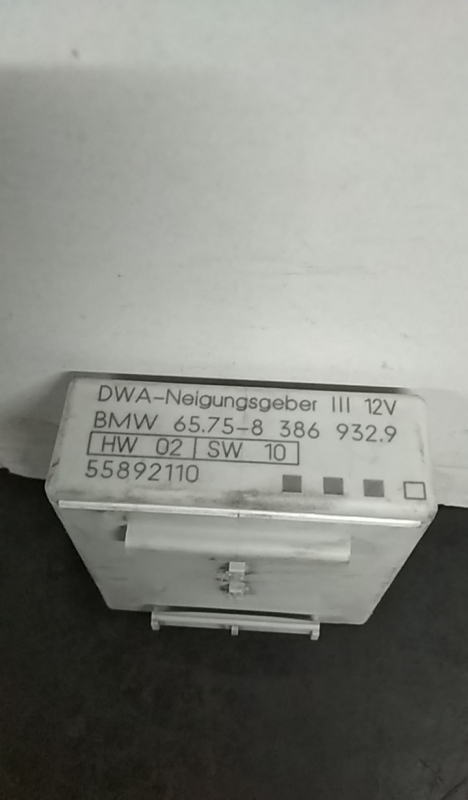 DWA-Neigungsgeber III 12V
BMW 65.75-8 386 932.9
HW 02 SW 10
55892110